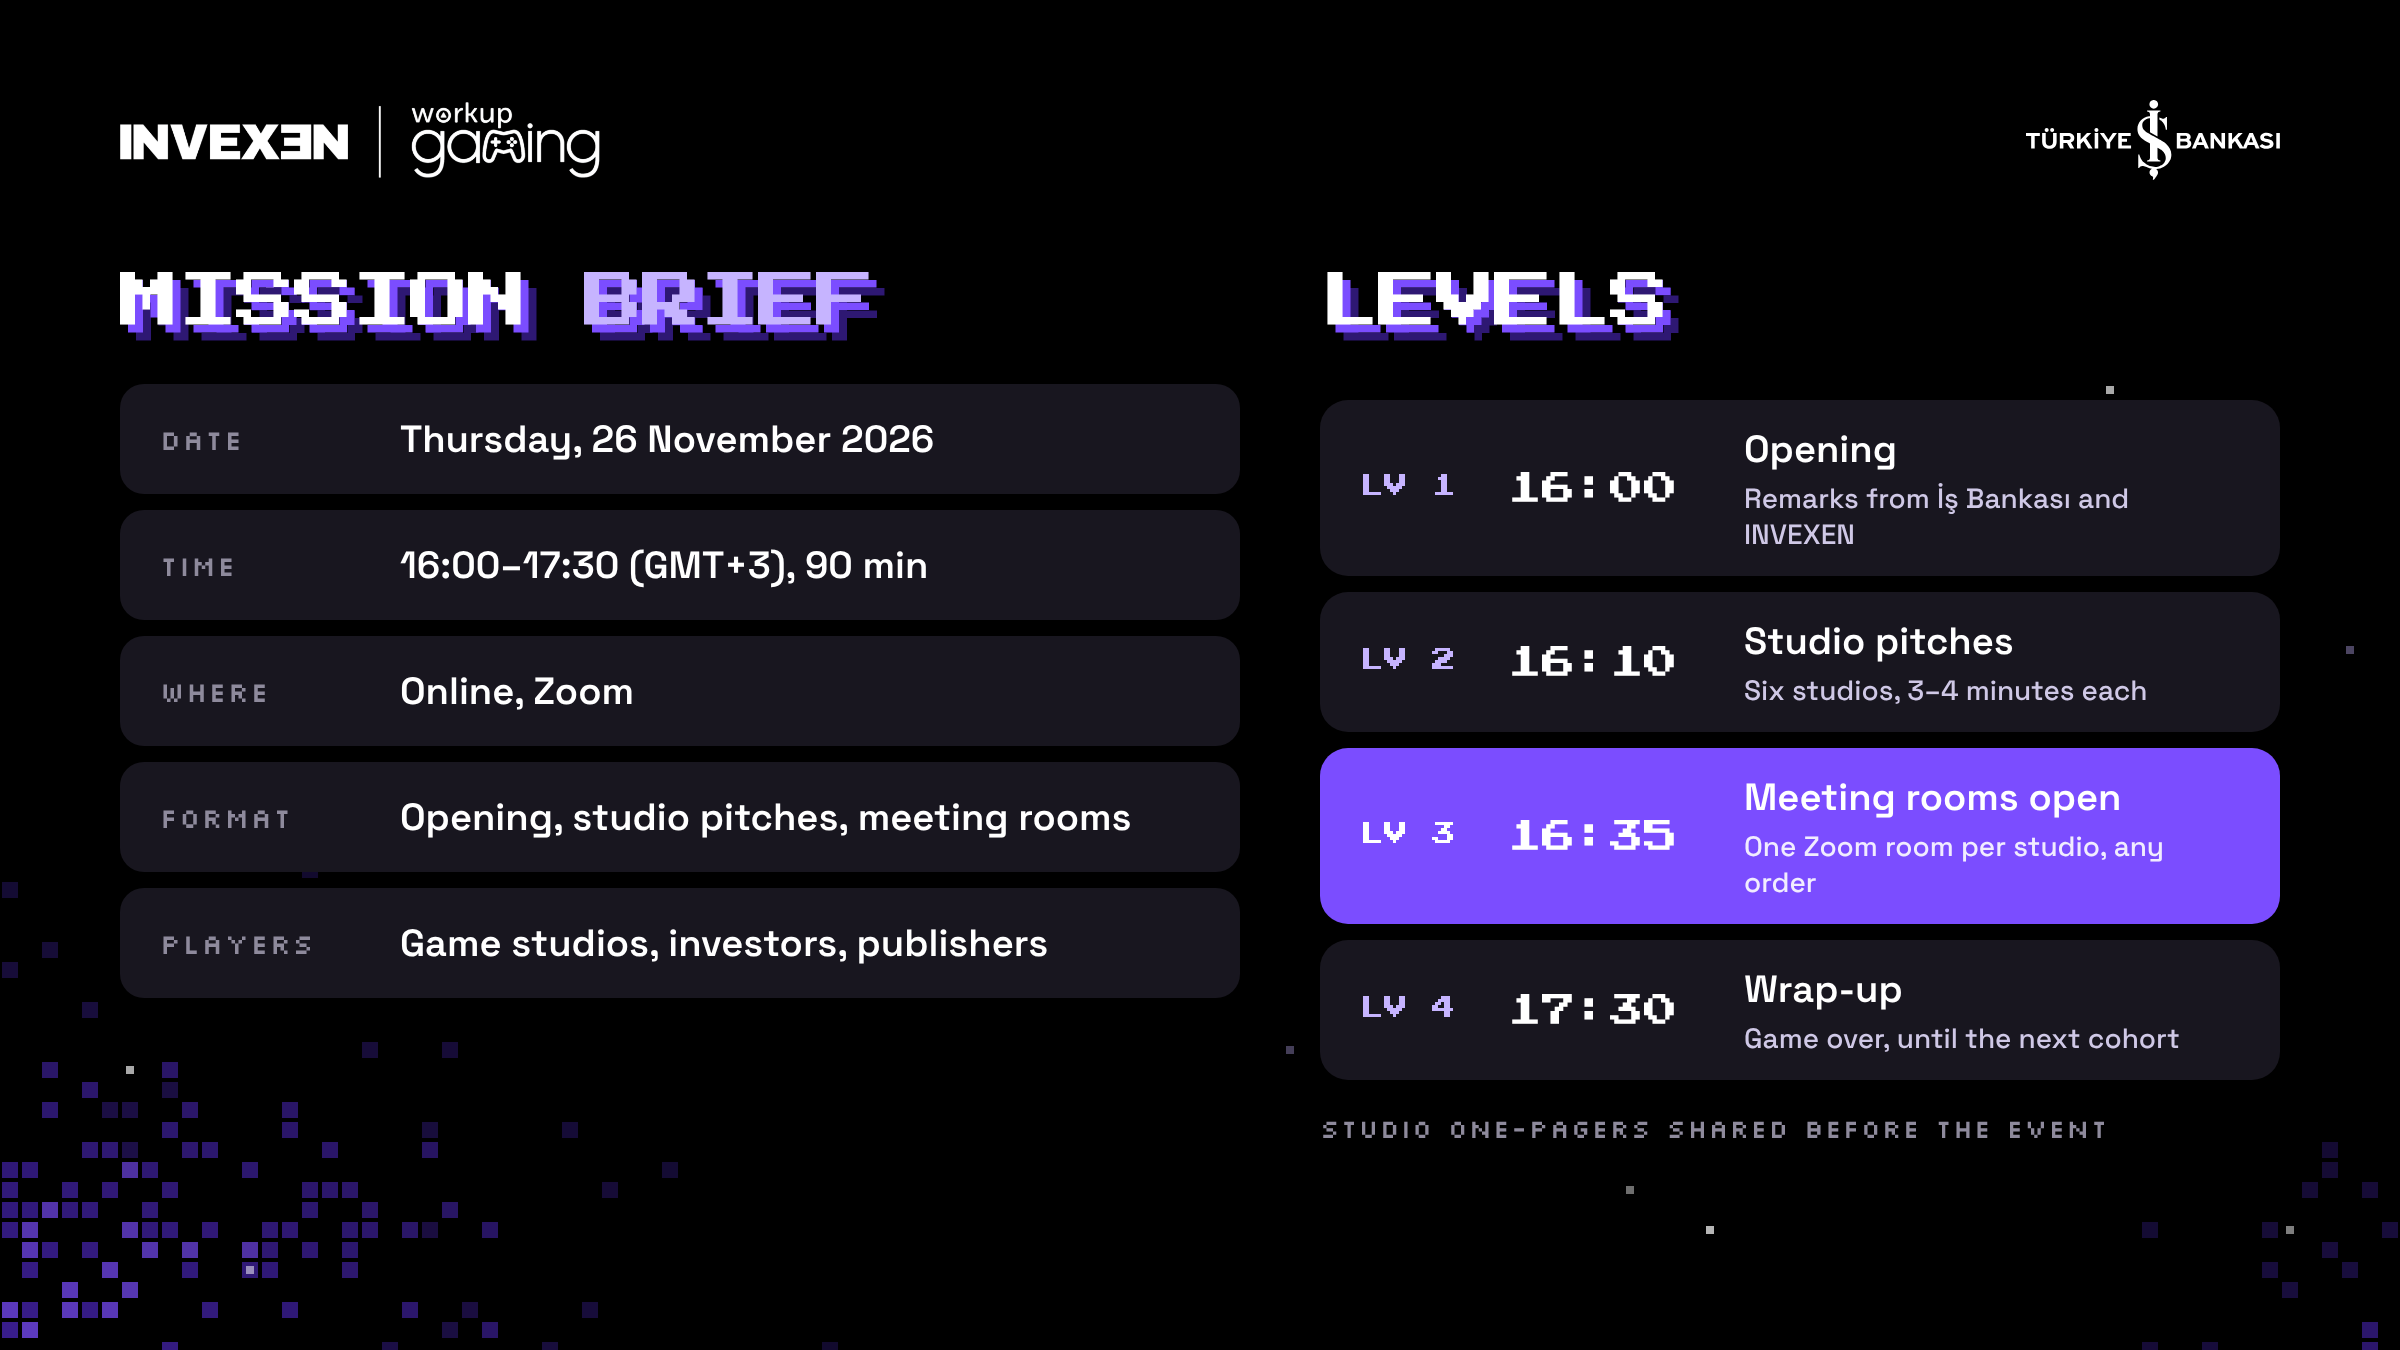 INVEXEN
workup
gaming
TÜRKİYE İŞ BANKASI
MISSION BRIEF
DATE
Thursday, 26 November 2026
TIME
16:00–17:30 (GMT+3), 90 min
WHERE
Online, Zoom
FORMAT
Opening, studio pitches, meeting rooms
PLAYERS
Game studios, investors, publishers
LEVELS
LV 1
16:00
Opening
Remarks from İş Bankası and
INVEXEN
LV 2
16:10
Studio pitches
Six studios, 3–4 minutes each
LV 3
16:35
Meeting rooms open
One Zoom room per studio, any
order
LV 4
17:30
Wrap-up
Game over, until the next cohort
STUDIO ONE-PAGERS SHARED BEFORE THE EVENT